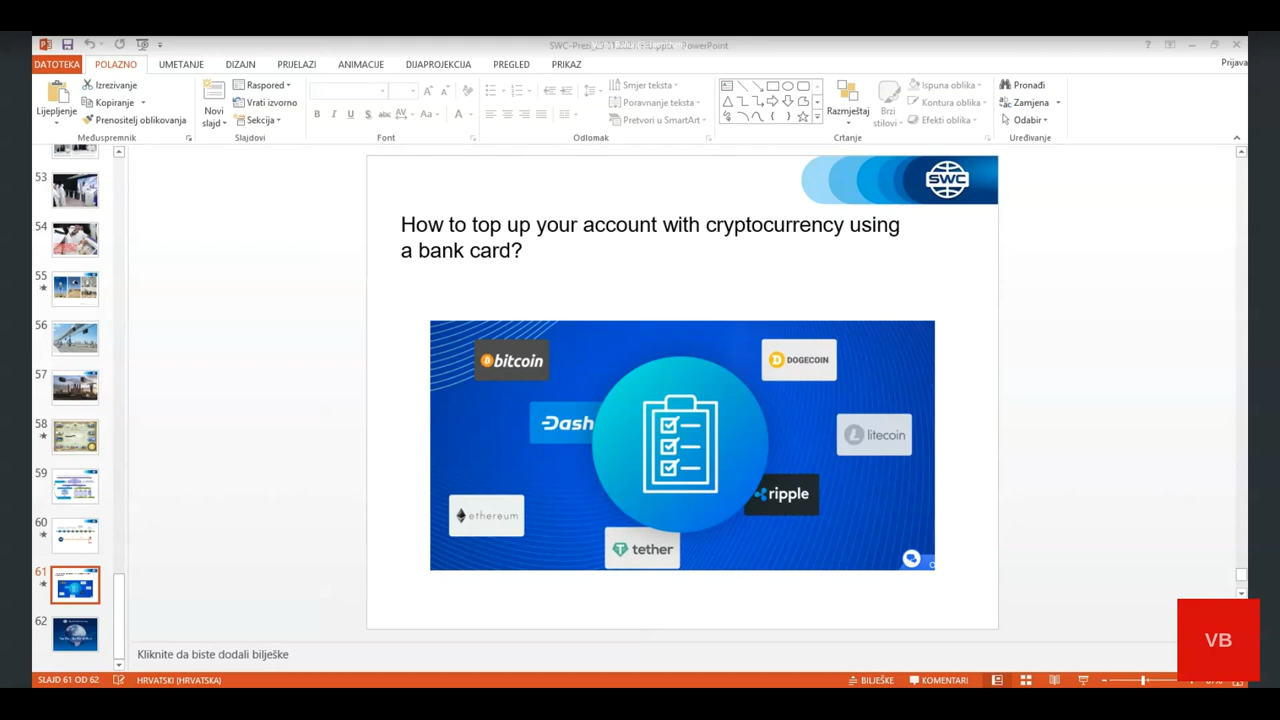 PowerPoint
DATOTEKA POLAZNO UMETANJE DIZAJN PRIJELAZI ANIMACIJE DIJAPROJEKCIJA PREGLED PRIKAZ Prijava
Izrezivanje
Kopiranje
Prenositelj oblikovanja
Lijepljenje
Međuspremnik
Novi
slajd
Raspored
Vrati izvorno
Sekcija
Slajdovi
Font
Smjer teksta
Poravnanje teksta
Pretvori u SmartArt
Odlomak
Razmještaj
Brzi
stilovi
Ispuna oblika
Kontura oblika
Efekti oblika
Crtanje
Pronađi
Zamjena
Odabir
Uređivanje
53
54
55
56
57
58
59
60
61
62
SWC
How to top up your account with cryptocurrency using
a bank card?
bitcoin
DOGECOIN
Dash
litecoin
ripple
ethereum
tether
Kliknite da biste dodali bilješke
VB
SLAJD 61 OD 62 HRVATSKI (HRVATSKA) BILJEŠKE KOMENTARI